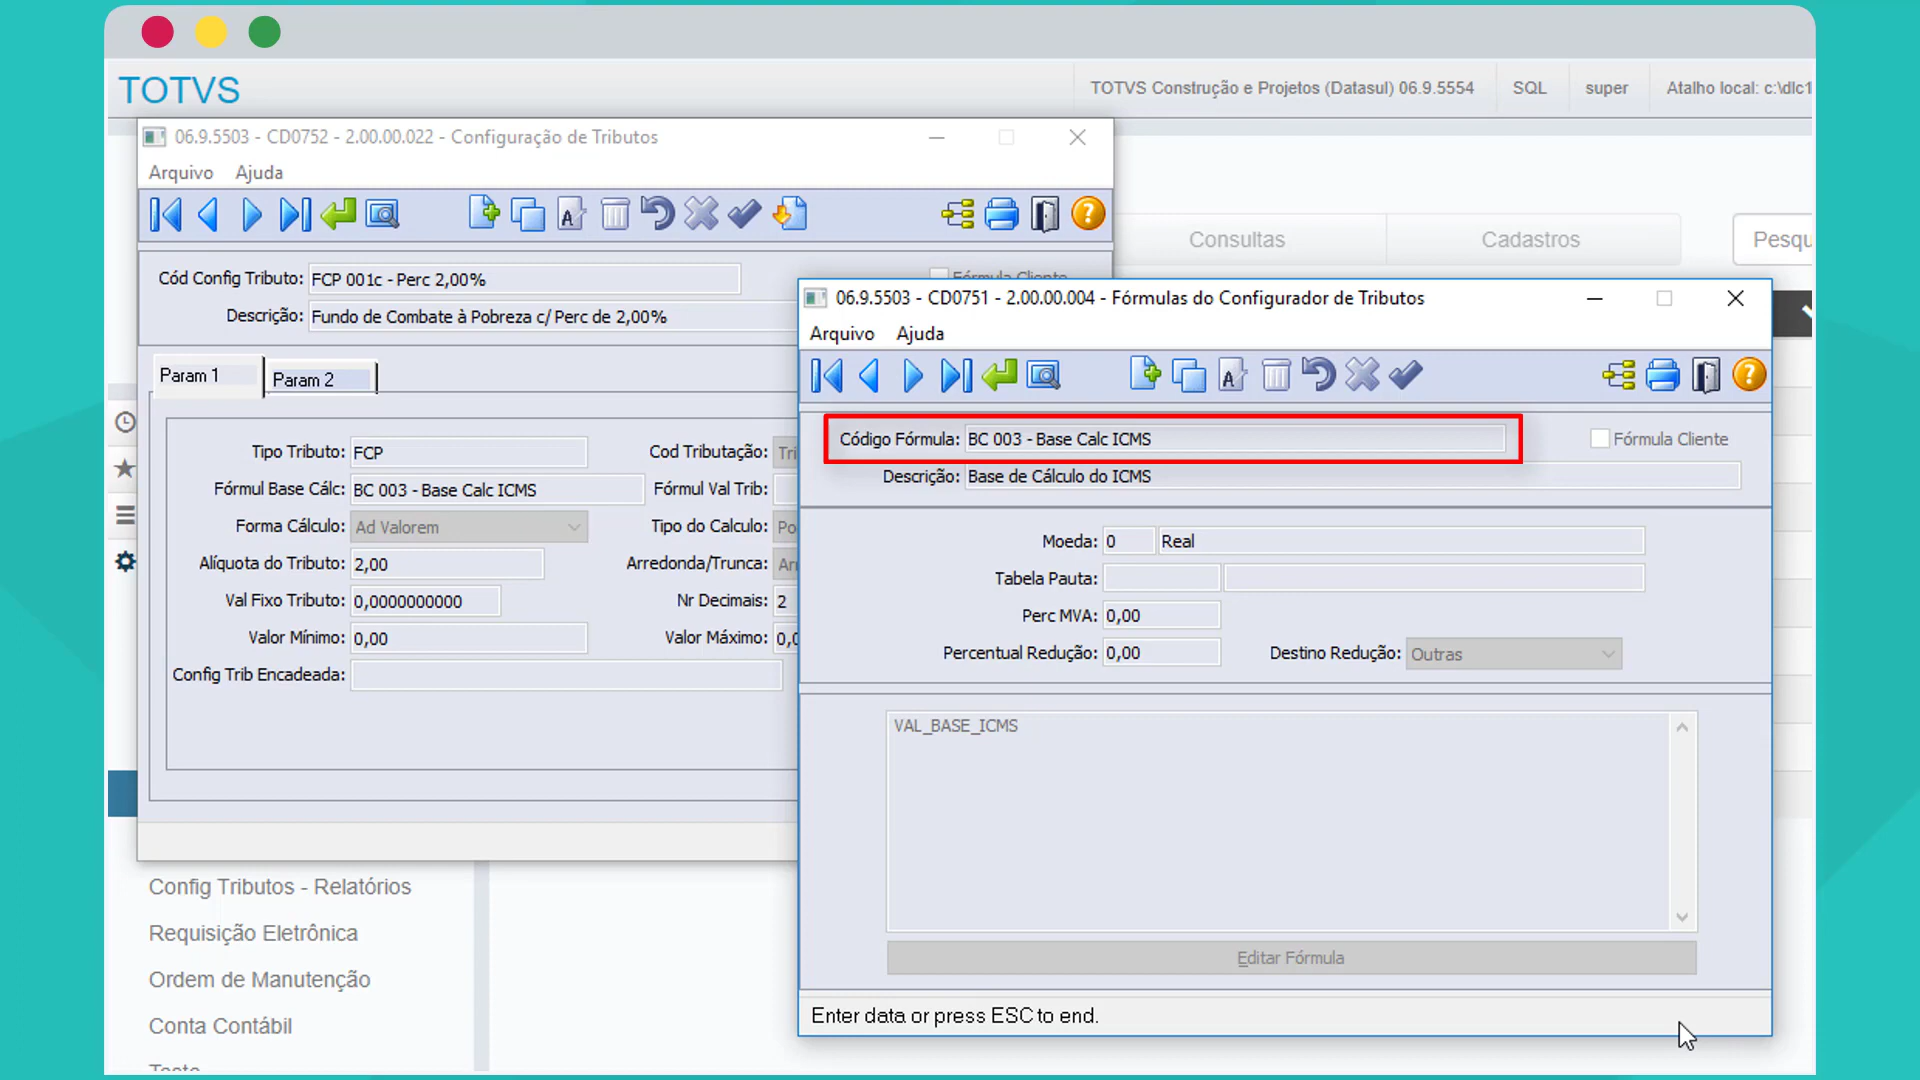 TOTVS
TOTVS Construção e Projetos (Datasul) 06.9.5554
SQL
super
Atalho local: c:\dlc1
06.9.5503 - CD0752 - 2.00.00.022 - Configuração de Tributos
Arquivo Ajuda
Consultas
Cadastros
Pesqu
Cód Config Tributo: FCP 001c - Perc 2,00%
Fórmula Cliente
Descrição: Fundo de Combate à Pobreza c/ Perc de 2,00%
Param 1
Param 2
Tipo Tributo: FCP
Cod Tributação: Tri
Fórmul Base Cálc: BC 003 - Base Calc ICMS
Fórmul Val Trib:
Forma Cálculo: Ad Valorem
Tipo do Calculo: Po
Alíquota do Tributo: 2,00
Arredonda/Trunca: Ar
Val Fixo Tributo: 0,0000000000
Nr Decimais: 2
Valor Mínimo: 0,00
Valor Máximo: 0,0
Config Trib Encadeada:
06.9.5503 - CD0751 - 2.00.00.004 - Fórmulas do Configurador de Tributos
Arquivo Ajuda
Código Fórmula: BC 003 - Base Calc ICMS
Fórmula Cliente
Descrição: Base de Cálculo do ICMS
Moeda: 0 Real
Tabela Pauta:
Perc MVA: 0,00
Percentual Redução: 0,00
Destino Redução: Outras
VAL_BASE_ICMS
Editar Fórmula
Enter data or press ESC to end.
Config Tributos - Relatórios
Requisição Eletrônica
Ordem de Manutenção
Conta Contábil